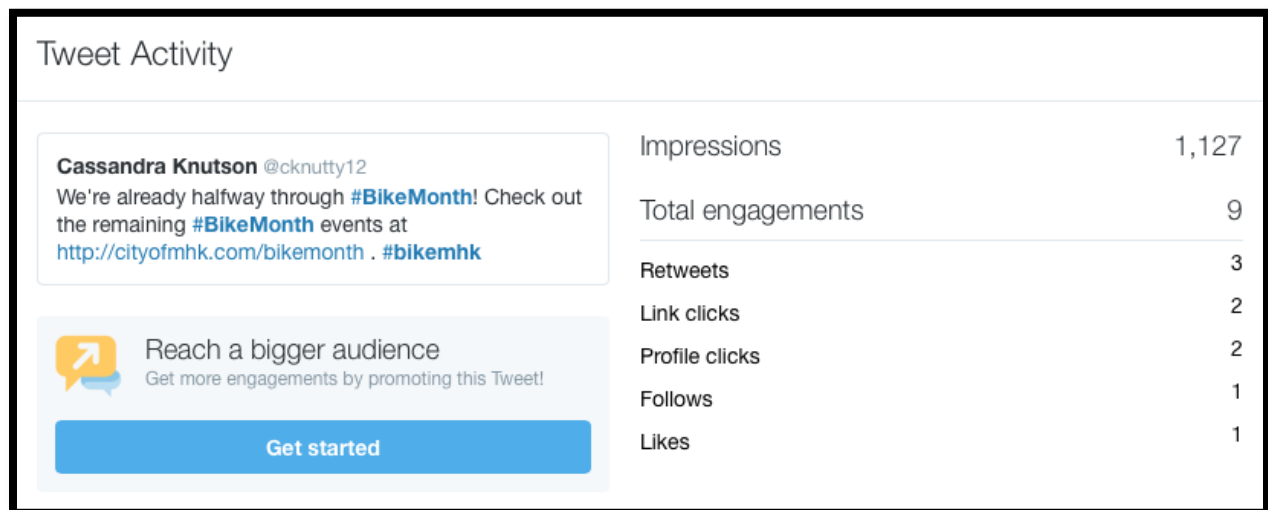 Tweet Activity
Cassandra Knutson @cknutty12
We're already halfway through #BikeMonth! Check out
the remaining #BikeMonth events at
http://cityofmhk.com/bikemonth . #bikemhk
Reach a bigger audience
Get more engagements by promoting this Tweet!
Get started
Impressions 1,127
Total engagements 9
Retweets 3
Link clicks 2
Profile clicks 2
Follows 1
Likes 1